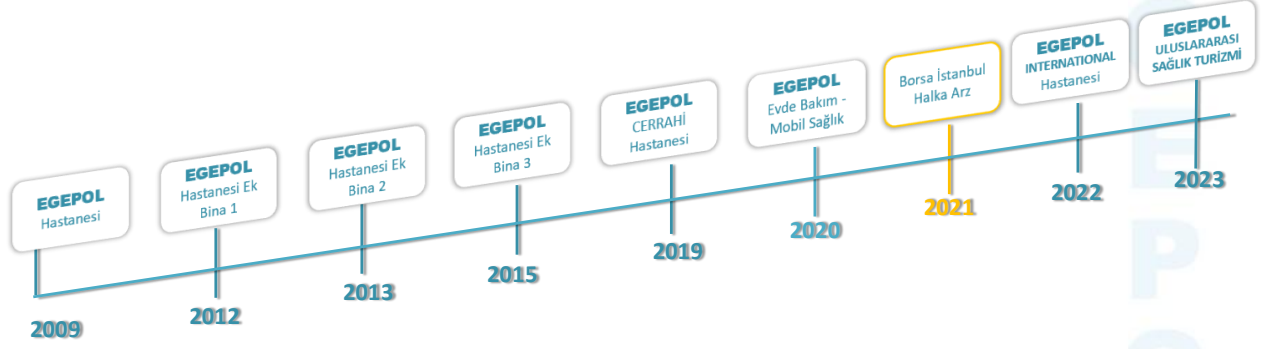 EGEPOL
Hastanesi
2009
EGEPOL
Hastanesi Ek
Bina 1
2012
EGEPOL
Hastanesi Ek
Bina 2
2013
EGEPOL
Hastanesi Ek
Bina 3
2015
EGEPOL
CERRAHİ
Hastanesi
2019
EGEPOL
Evde Bakım -
Mobil Sağlık
2020
Borsa İstanbul
Halka Arz
2021
EGEPOL
INTERNATIONAL
Hastanesi
2022
EGEPOL
ULUSLARARASI
SAĞLIK TURİZMİ
2023
E
P